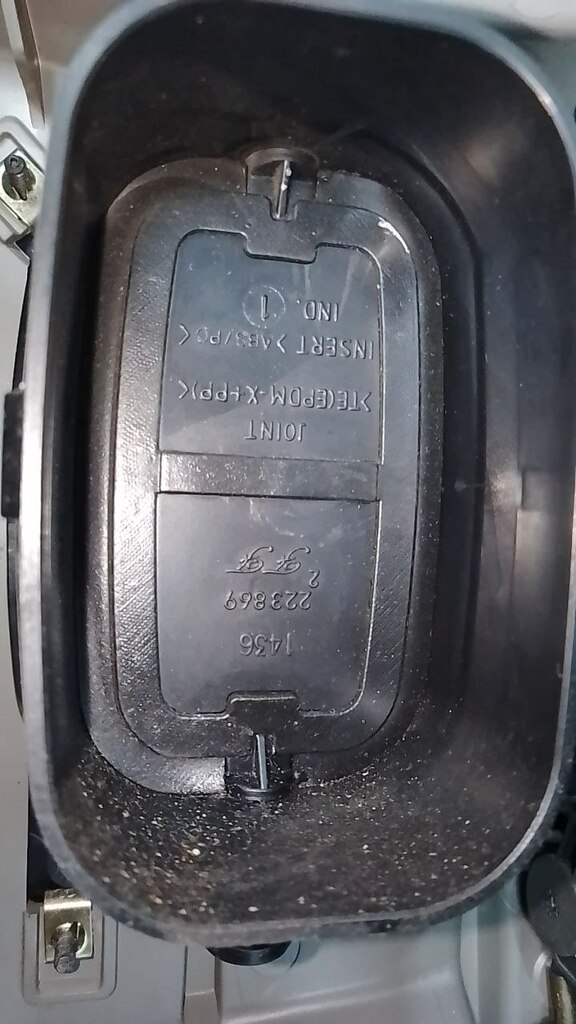 1436
223869
2
JOINT
>TE(EPDM-X+PP)<
INSERT >ABS/PC<
IND. 1